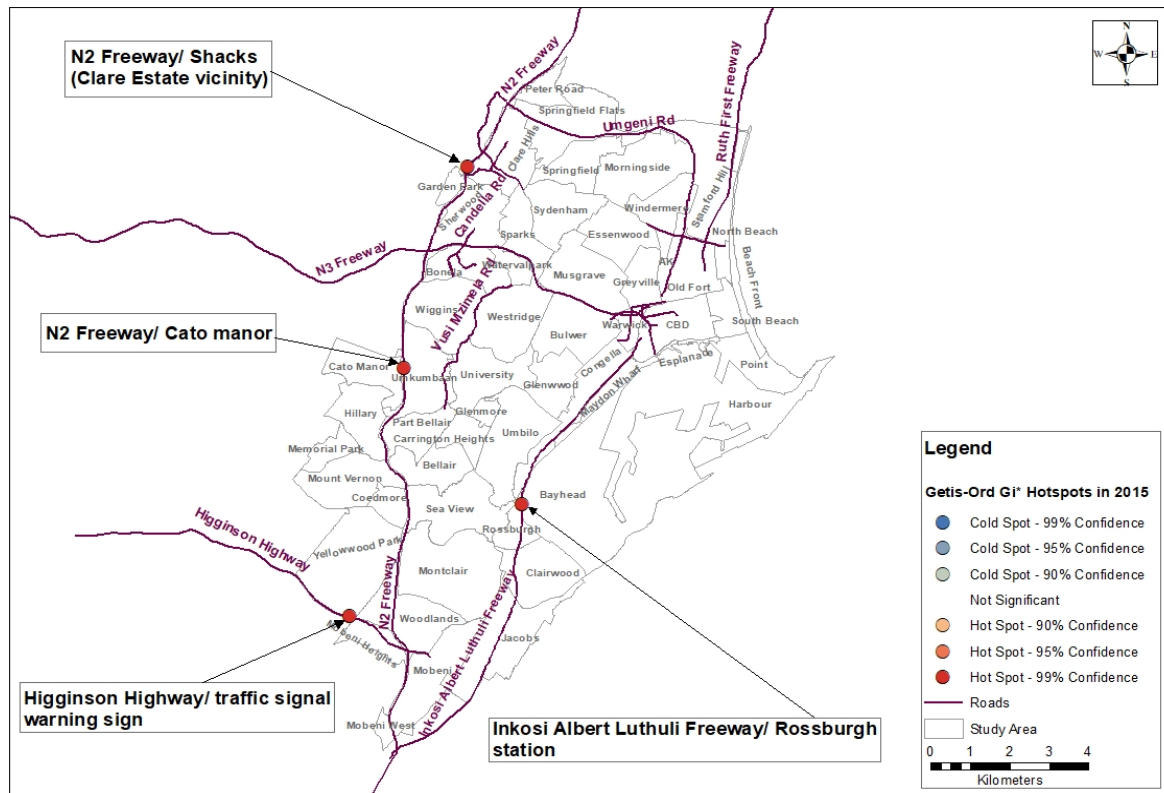 N2 Freeway/ Shacks
(Clare Estate vicinity)
N
W E
S
N2 Freeway
Ruth First Freeway
Peter Road
Springfield Flats
Umgeni Rd
Clare Hills
Springfield
Morningside
Garden Park
Sherwood
Candella Rd
Sydenham
Windermere
Stamford Hill
Sparks
Essenwood
North Beach
N3 Freeway
Bonela
Watervalpark
Musgrave
AK
Beach Front
Greyville
Old Fort
Wiggins
Vusi Mzimela Rd
Westridge
Bulwer
Warwick
CBD
South Beach
N2 Freeway/ Cato manor
Cato Manor
Umkumbaan
University
Glenwwod
Congella
Maydon Wharf
Esplanade
Point
Harbour
Hillary
Part Bellair
Glenmore
Carrington Heights
Umbilo
Memorial Park
Bellair
Mount Vernon
Coedmore
Sea View
Bayhead
Rossburgh
Higginson Highway
Yellowwood Park
N2 Freeway
Montclair
Clairwood
Woodlands
Mobeni Heights
Jacobs
Mobeni
Inkosi Albert Luthuli Freeway
Mobeni West
Higginson Highway/ traffic signal
warning sign
Inkosi Albert Luthuli Freeway/ Rossburgh
station
Legend
Getis-Ord Gi* Hotspots in 2015
Cold Spot - 99% Confidence
Cold Spot - 95% Confidence
Cold Spot - 90% Confidence
Not Significant
Hot Spot - 90% Confidence
Hot Spot - 95% Confidence
Hot Spot - 99% Confidence
Roads
Study Area
0 1 2 3 4
Kilometers